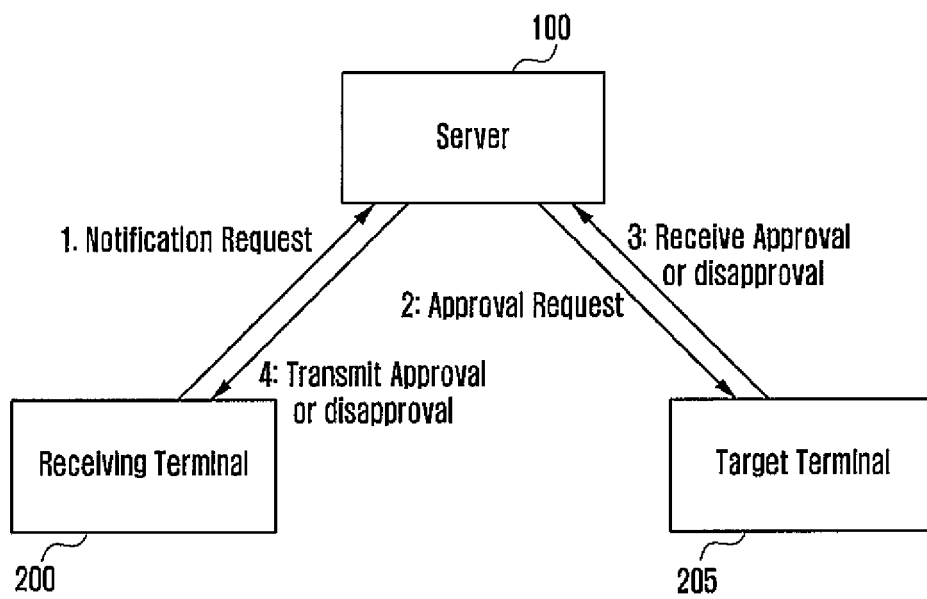 100
Server
1: Notification Request
3: Receive Approval
or disapproval
2: Approval Request
4: Transmit Approval
or disapproval
Receiving Terminal
Target Terminal
200
205